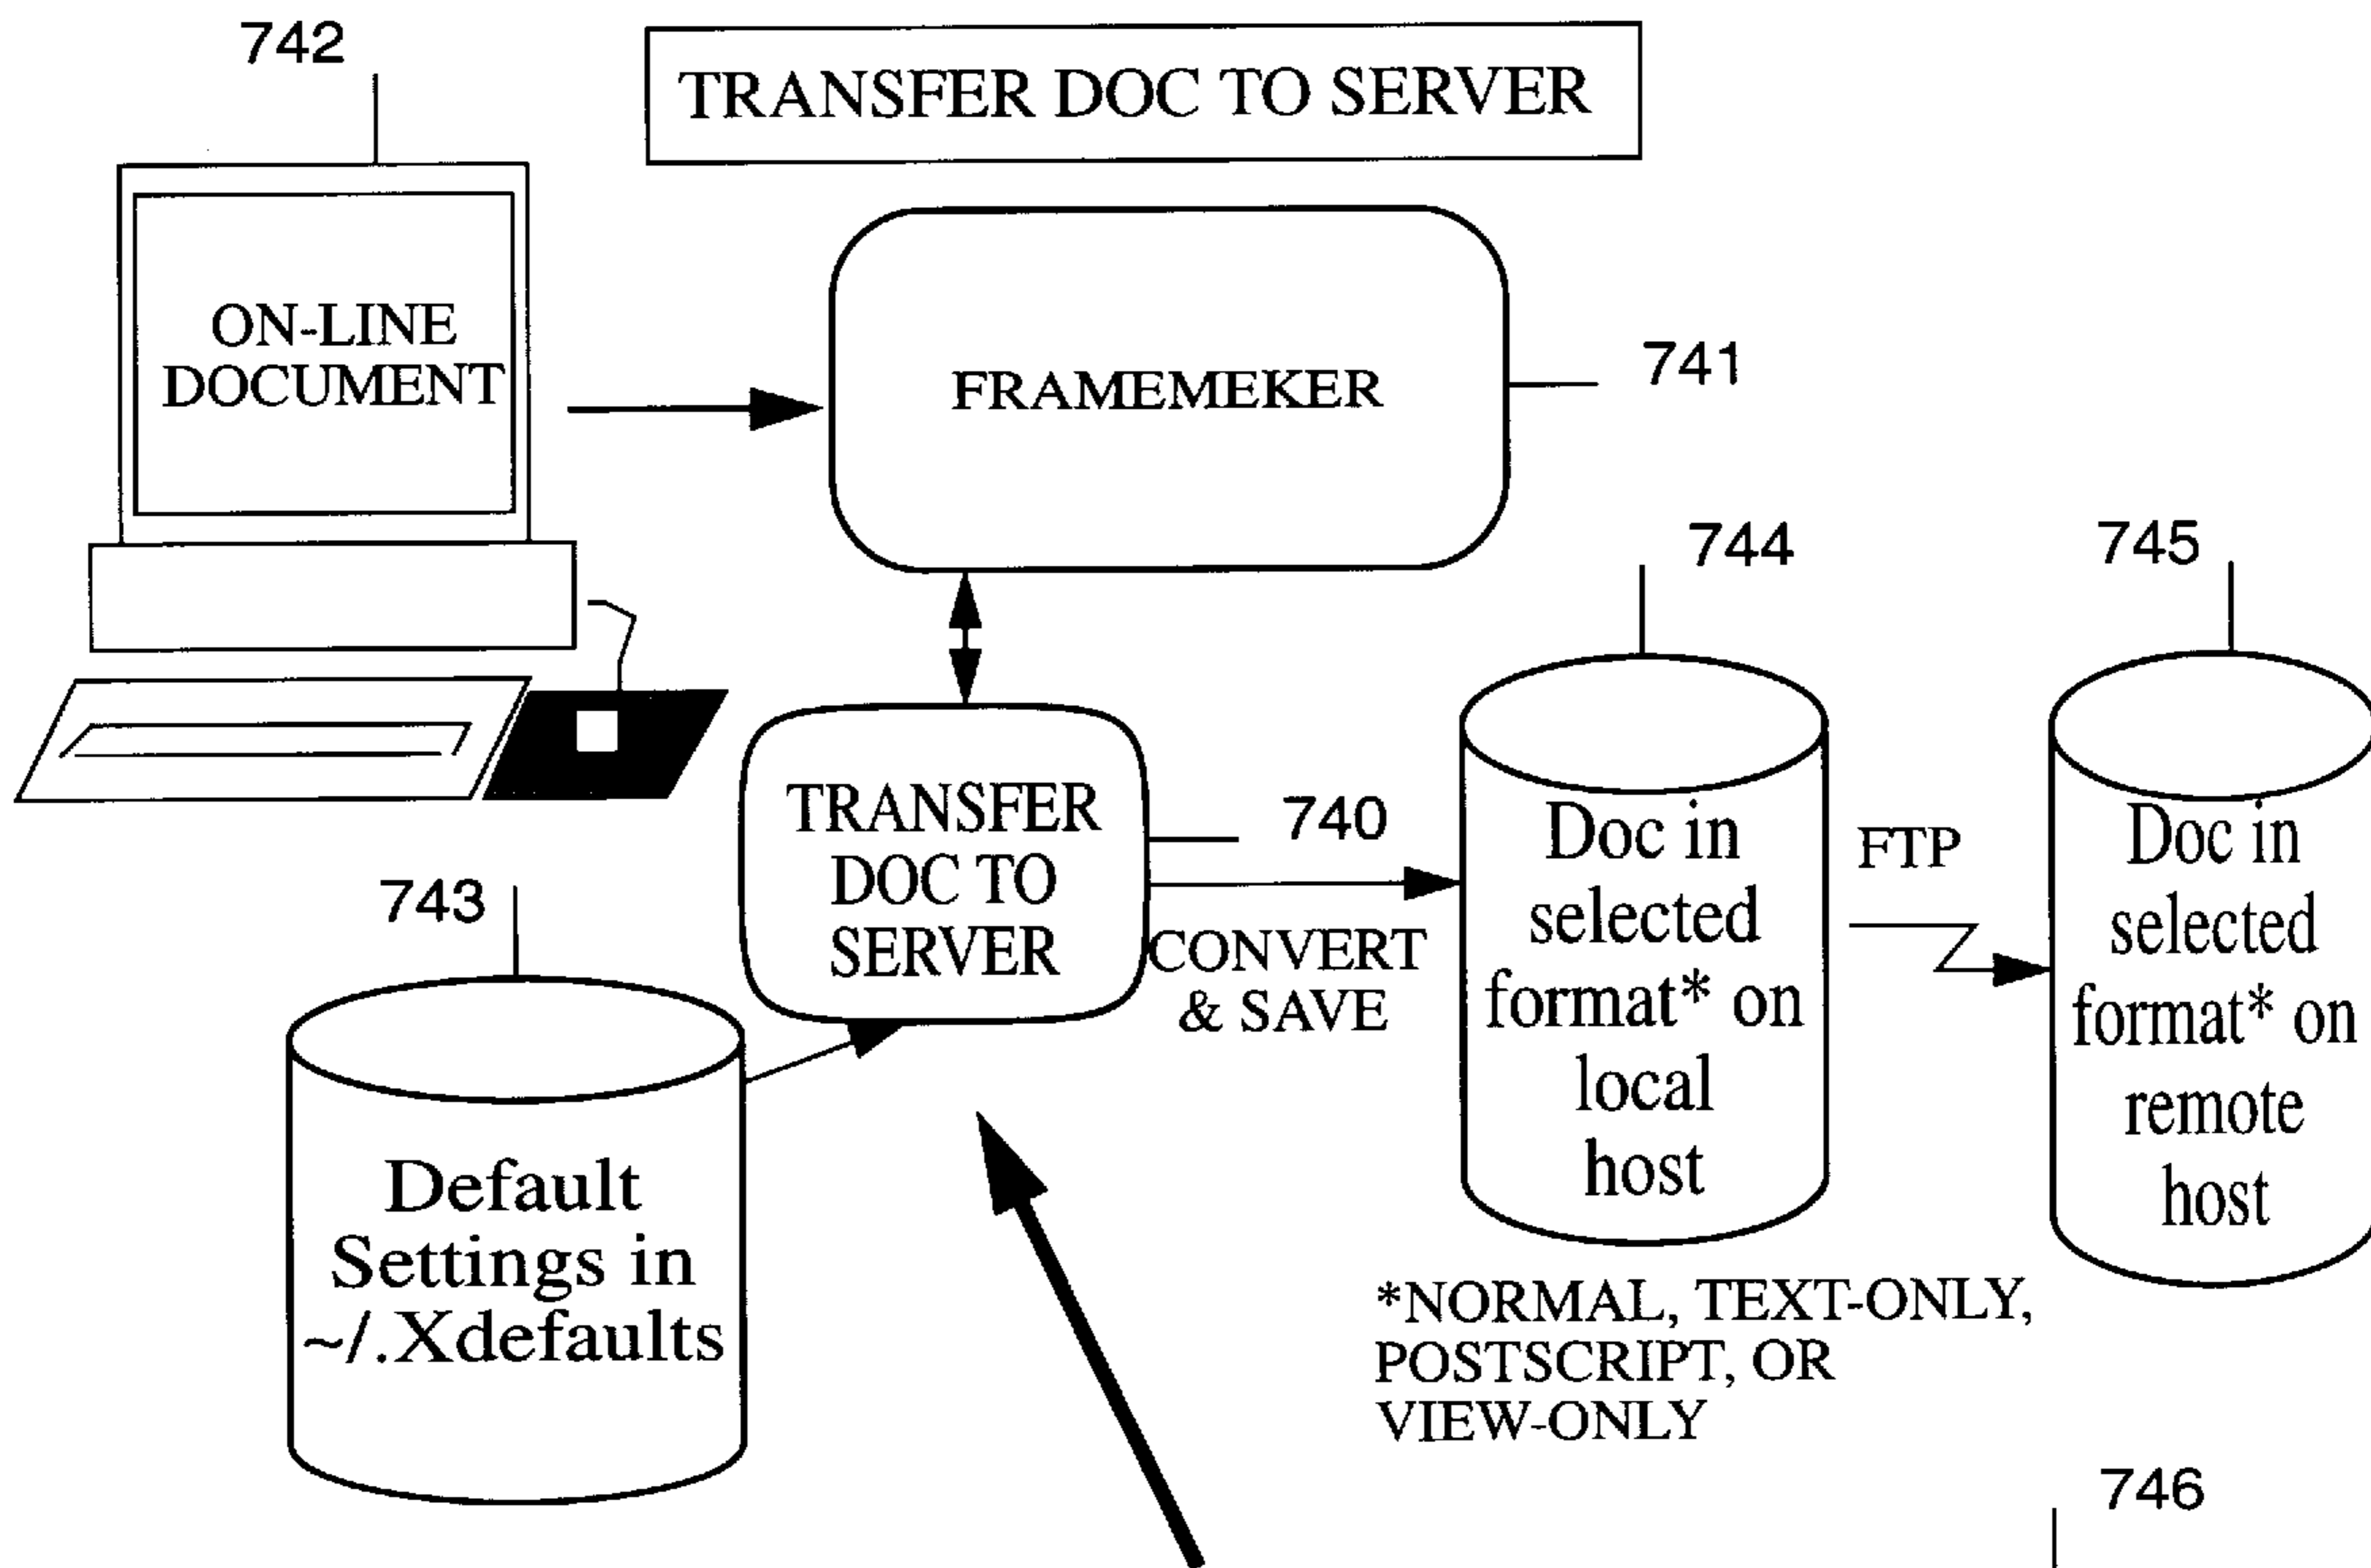 742
TRANSFER DOC TO SERVER
ON-LINE
DOCUMENT
FRAMEMEKER
741
744
745
TRANSFER
DOC TO
SERVER
740
CONVERT
& SAVE
743
Default
Settings in
~/.Xdefaults
Doc in
selected
format* on
local
host
FTP
Doc in
selected
format* on
remote
host
*NORMAL, TEXT-ONLY,
POSTSCRIPT, OR
VIEW-ONLY
746